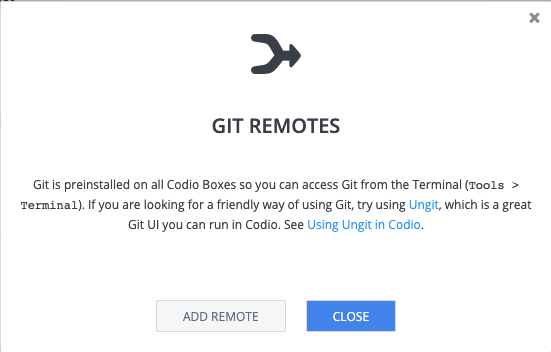 GIT REMOTES
Git is preinstalled on all Codio Boxes so you can access Git from the Terminal (Tools >
Terminal). If you are looking for a friendly way of using Git, try using Ungit, which is a great
Git UI you can run in Codio. See Using Ungit in Codio.
ADD REMOTE CLOSE